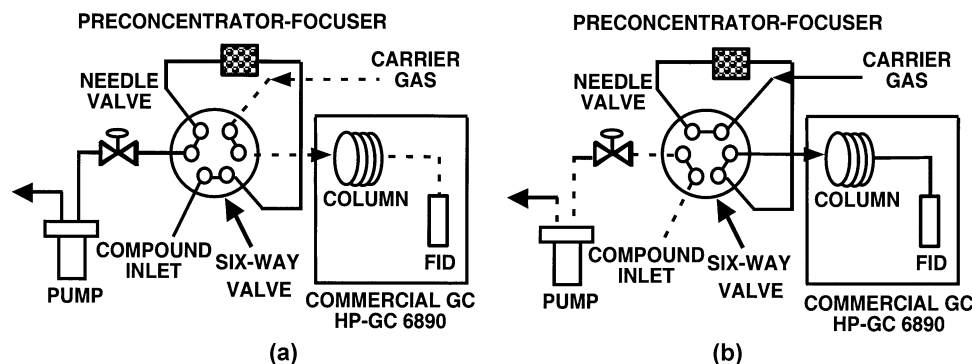 PRECONCENTRATOR-FOCUSER
NEEDLE
VALVE
CARRIER
GAS
COLUMN
FID
COMPOUND
INLET
SIX-WAY
VALVE
PUMP
COMMERCIAL GC
HP-GC 6890
(a)
PRECONCENTRATOR-FOCUSER
NEEDLE
VALVE
CARRIER
GAS
COLUMN
FID
COMPOUND
INLET
SIX-WAY
VALVE
PUMP
COMMERCIAL GC
HP-GC 6890
(b)